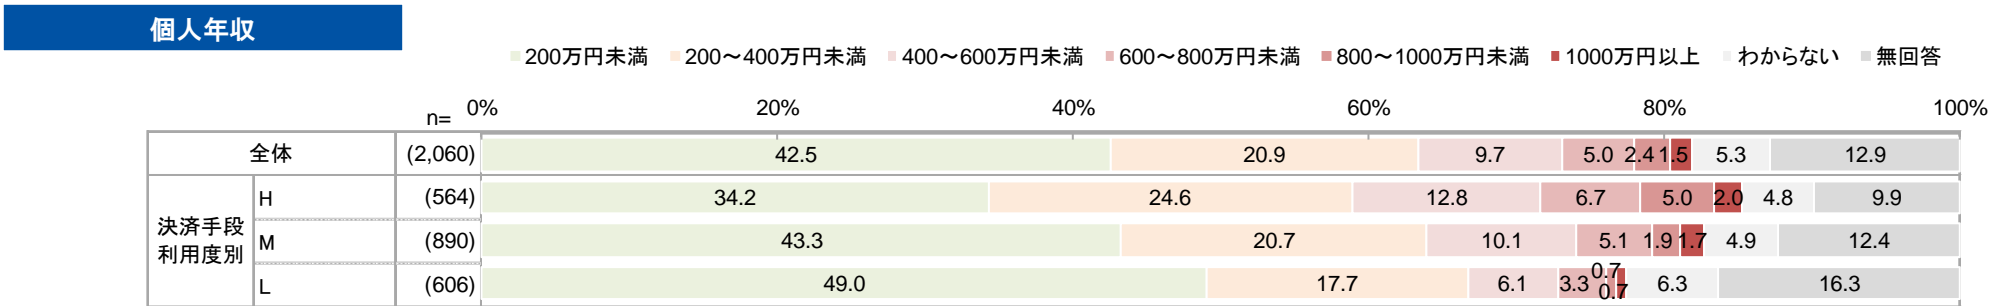 個人年収
200万円未満 200～400万円未満 400～600万円未満 600～800万円未満 800～1000万円未満 1000万円以上 わからない 無回答
n= 0% 20% 40% 60% 80% 100%
全体 (2,060) 42.5 20.9 9.7 5.0 2.4 1.5 5.3 12.9
決済手段
利用度別
H (564) 34.2 24.6 12.8 6.7 5.0 2.0 4.8 9.9
M (890) 43.3 20.7 10.1 5.1 1.9 1.7 4.9 12.4
L (606) 49.0 17.7 6.1 3.3 0.7 0.7 6.3 16.3